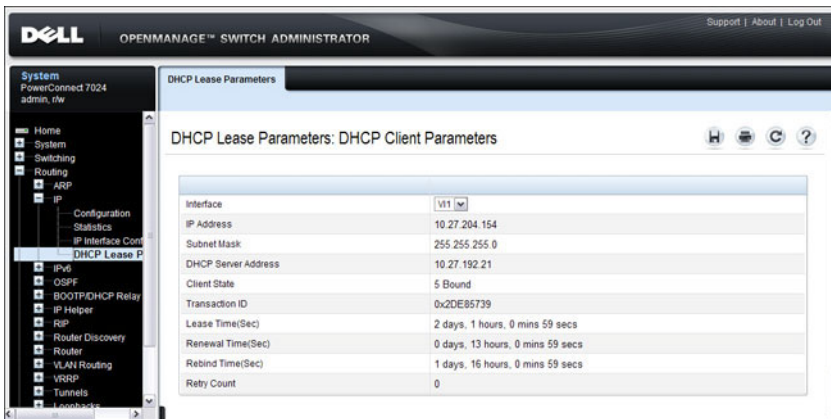 Support | About | Log Out
DELL OPENMANAGE™ SWITCH ADMINISTRATOR
System
PowerConnect 7024
admin, r/w
Home
System
Switching
Routing
ARP
IP
Configuration
Statistics
IP Interface Conf
DHCP Lease P
IPv6
OSPF
BOOTP/DHCP Relay
IP Helper
RIP
Router Discovery
Router
VLAN Routing
VRRP
Tunnels
Loopbacks
DHCP Lease Parameters
DHCP Lease Parameters: DHCP Client Parameters
Interface Vl1
IP Address 10.27.204.154
Subnet Mask 255.255.255.0
DHCP Server Address 10.27.192.21
Client State 5 Bound
Transaction ID 0x2DE85739
Lease Time(Sec) 2 days, 1 hours, 0 mins 59 secs
Renewal Time(Sec) 0 days, 13 hours, 0 mins 59 secs
Rebind Time(Sec) 1 days, 16 hours, 0 mins 59 secs
Retry Count 0